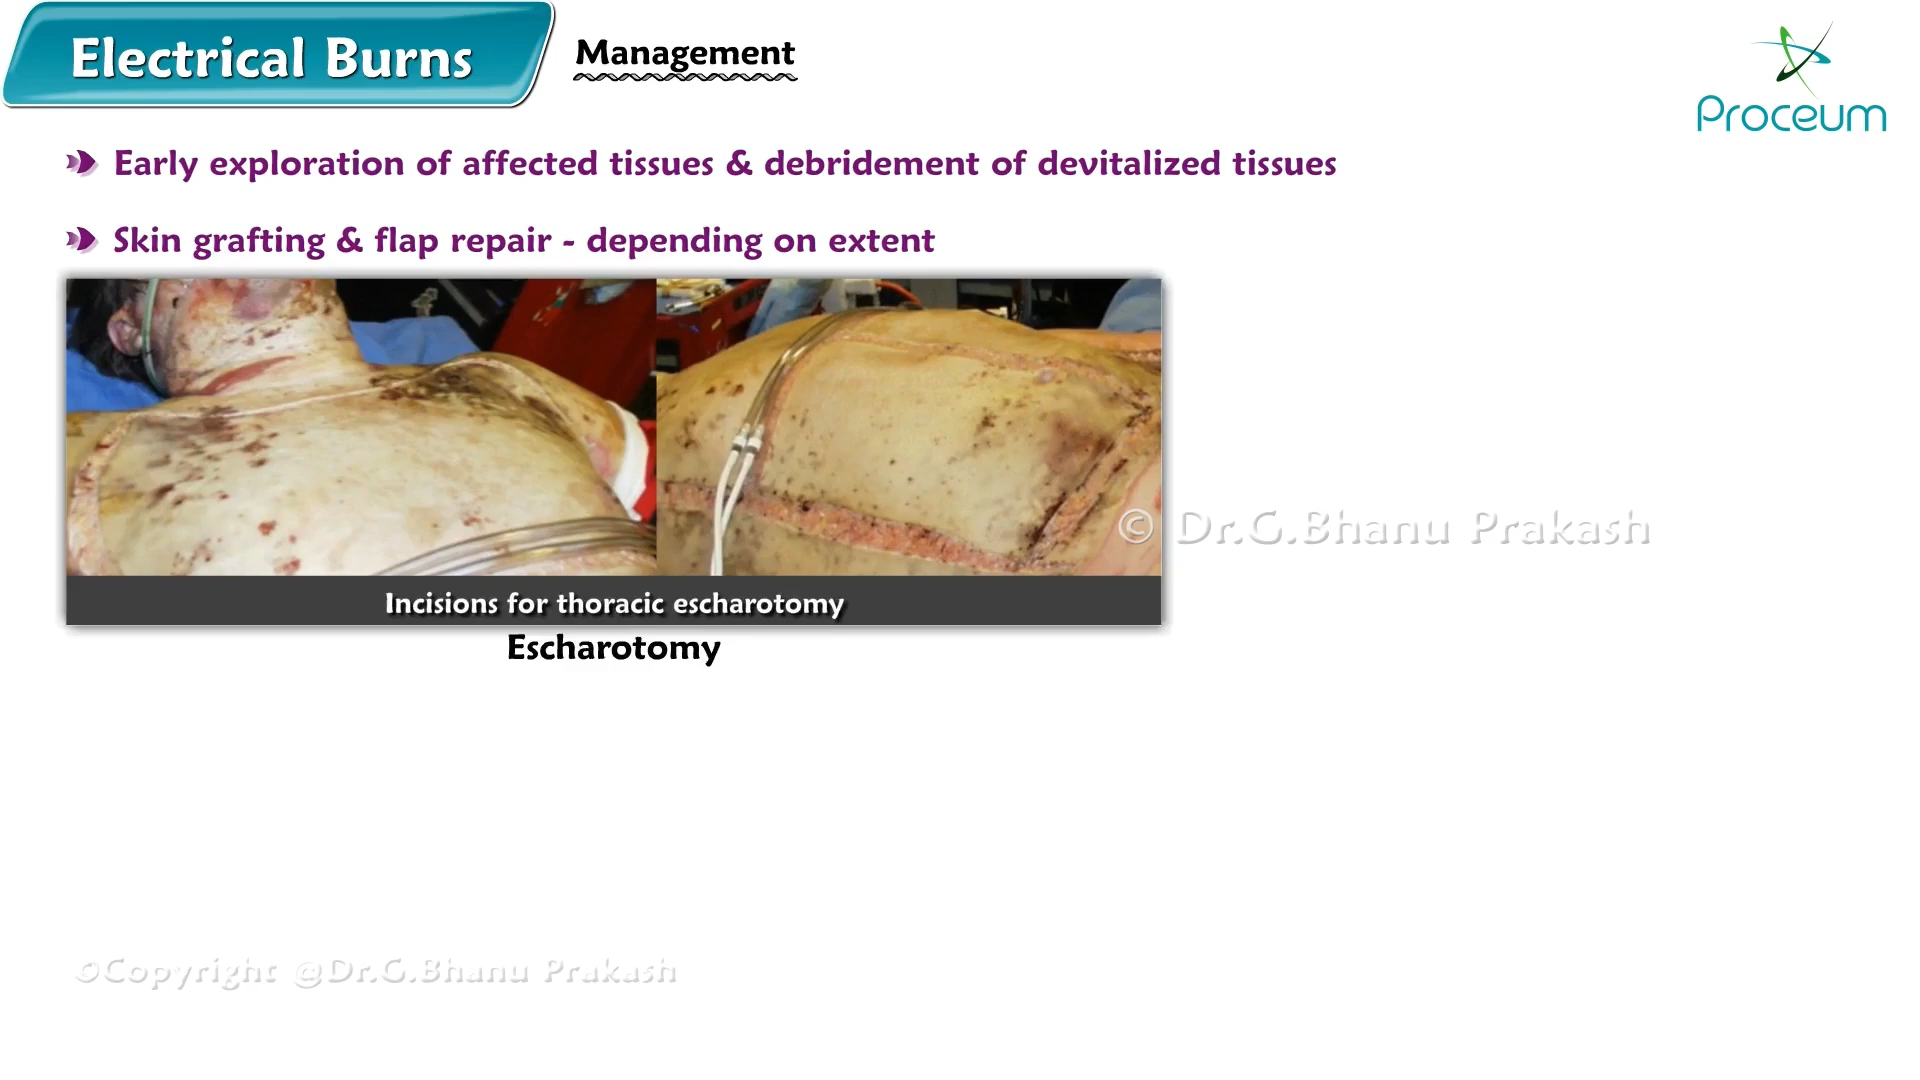 Electrical Burns
Management
Proceum
Early exploration of affected tissues & debridement of devitalized tissues
Skin grafting & flap repair - depending on extent
© Dr.G.Bhanu Prakash
Incisions for thoracic escharotomy
Escharotomy
©Copyright @Dr.G.Bhanu Prakash